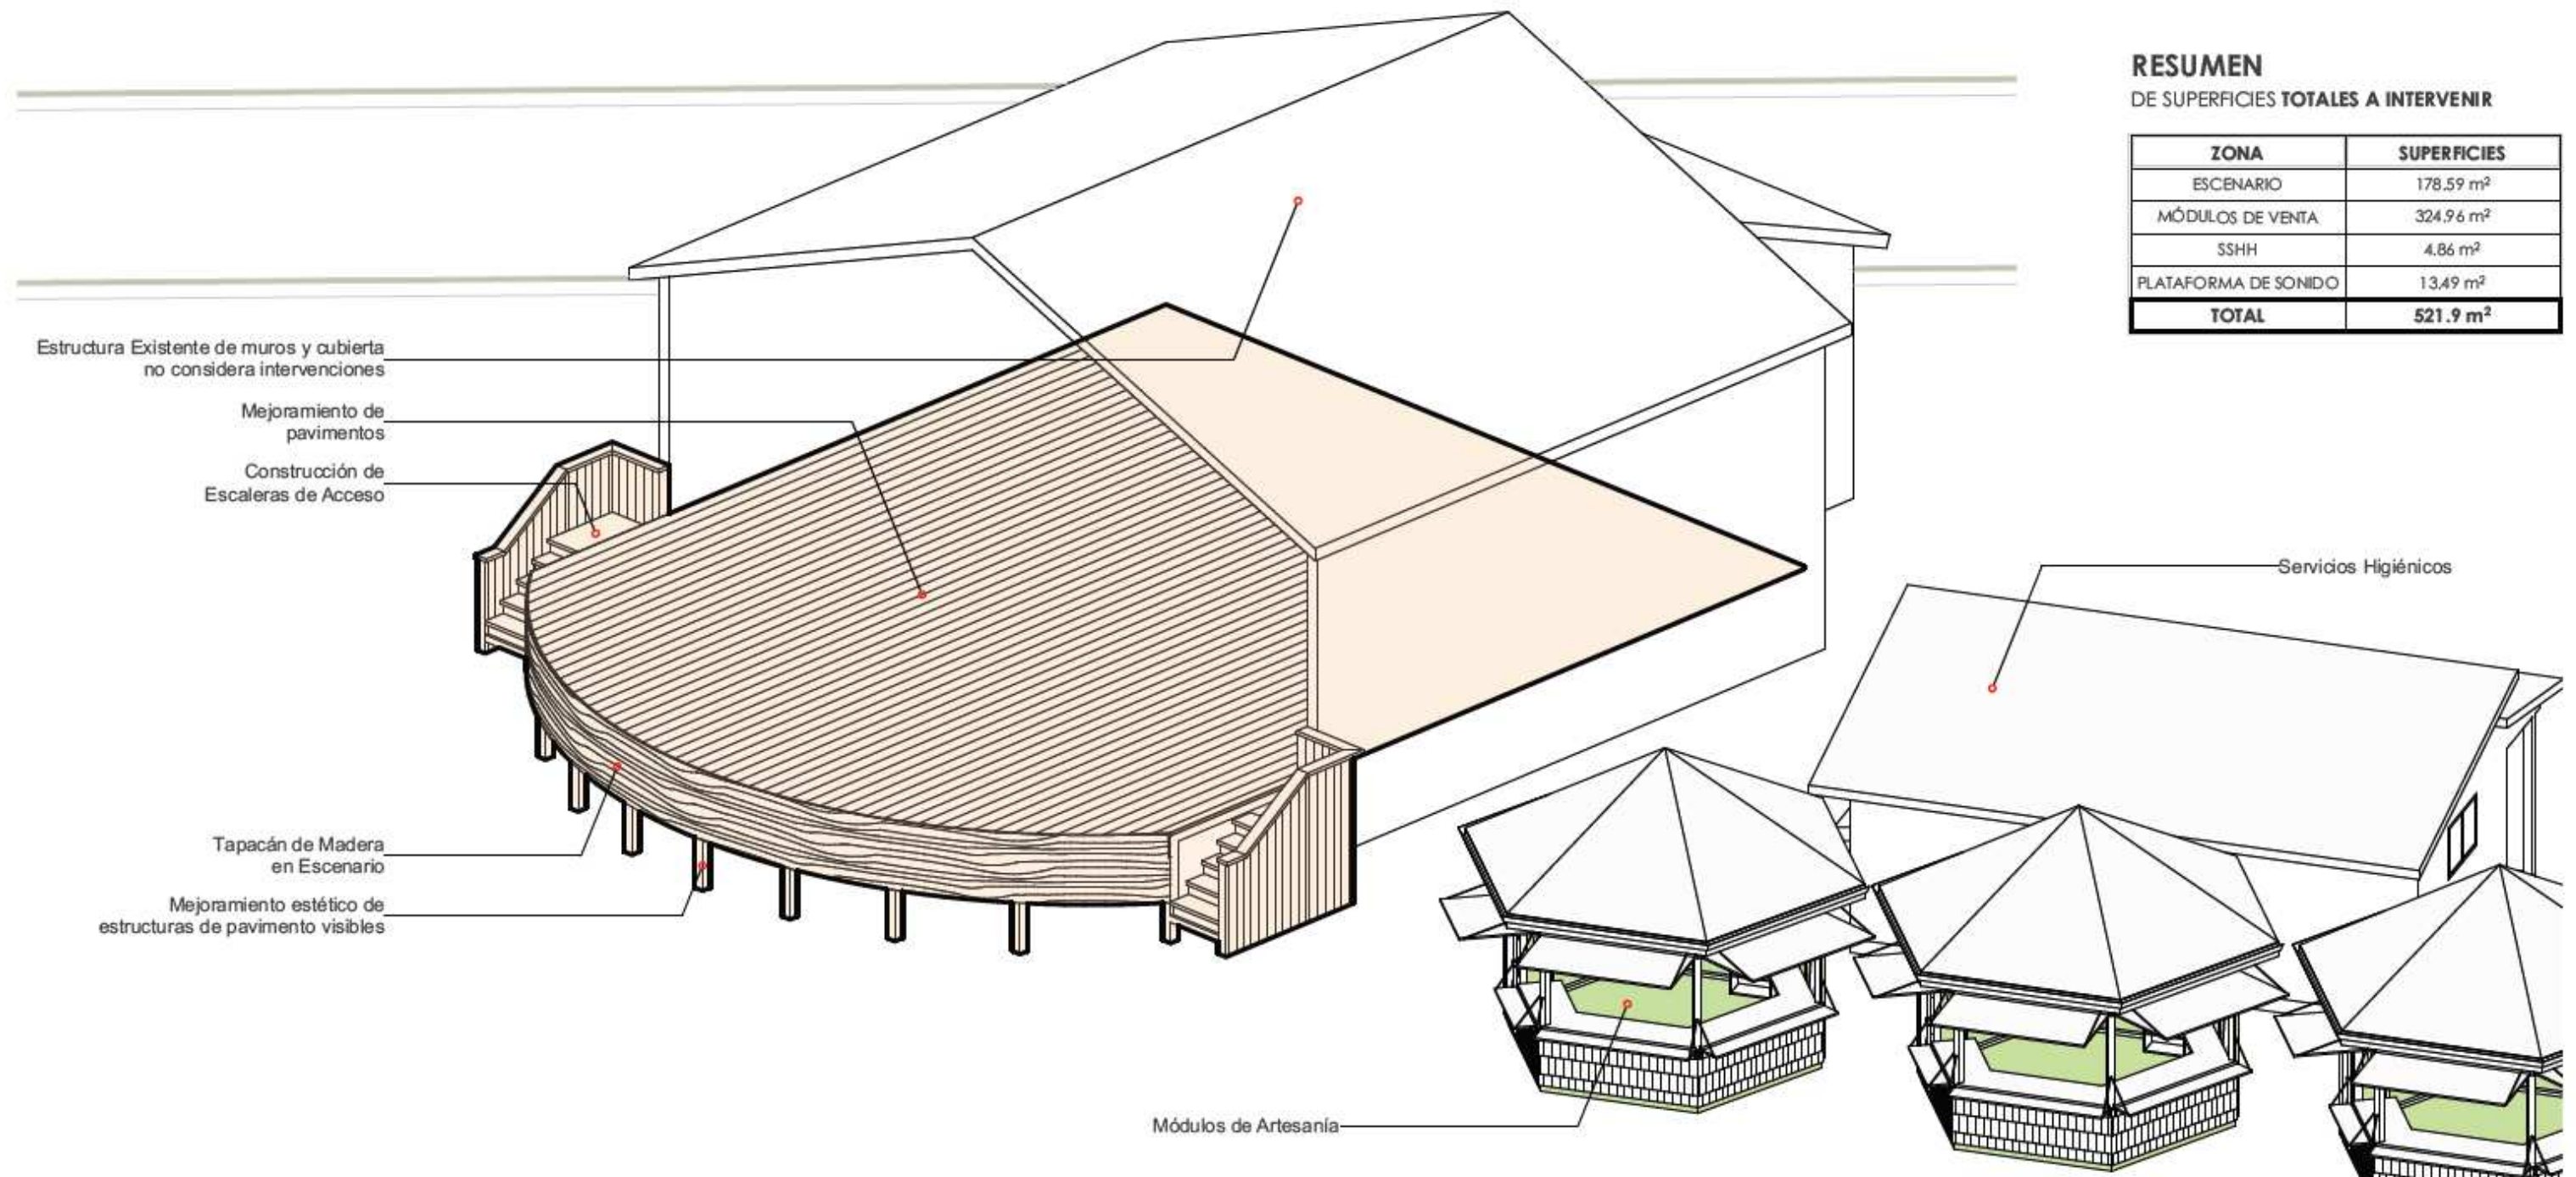 RESUMEN
DE SUPERFICIES TOTALES A INTERVENIR
ZONA SUPERFICIES
ESCENARIO 178.59 m²
MÓDULOS DE VENTA 324.96 m²
SSHH 4.86 m²
PLATAFORMA DE SONIDO 13.49 m²
TOTAL 521.9 m²
Estructura Existente de muros y cubierta
no considera intervenciones
Mejoramiento de
pavimentos
Construcción de
Escaleras de Acceso
Servicios Higiénicos
Tapacán de Madera
en Escenario
Mejoramiento estético de
estructuras de pavimento visibles
Módulos de Artesanía